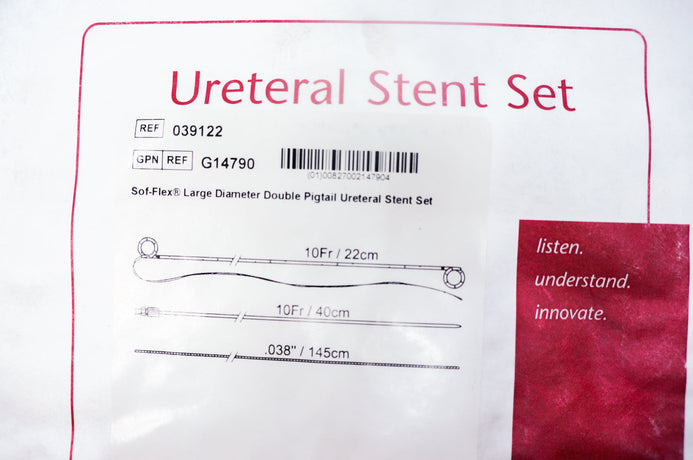 Ureteral Stent Set
REF 039122
GPN REF G14790
(01)00827002147904
Sof-Flex® Large Diameter Double Pigtail Ureteral Stent Set
10Fr / 22cm
10Fr / 40cm
.038" / 145cm
listen.
understand.
innovate.